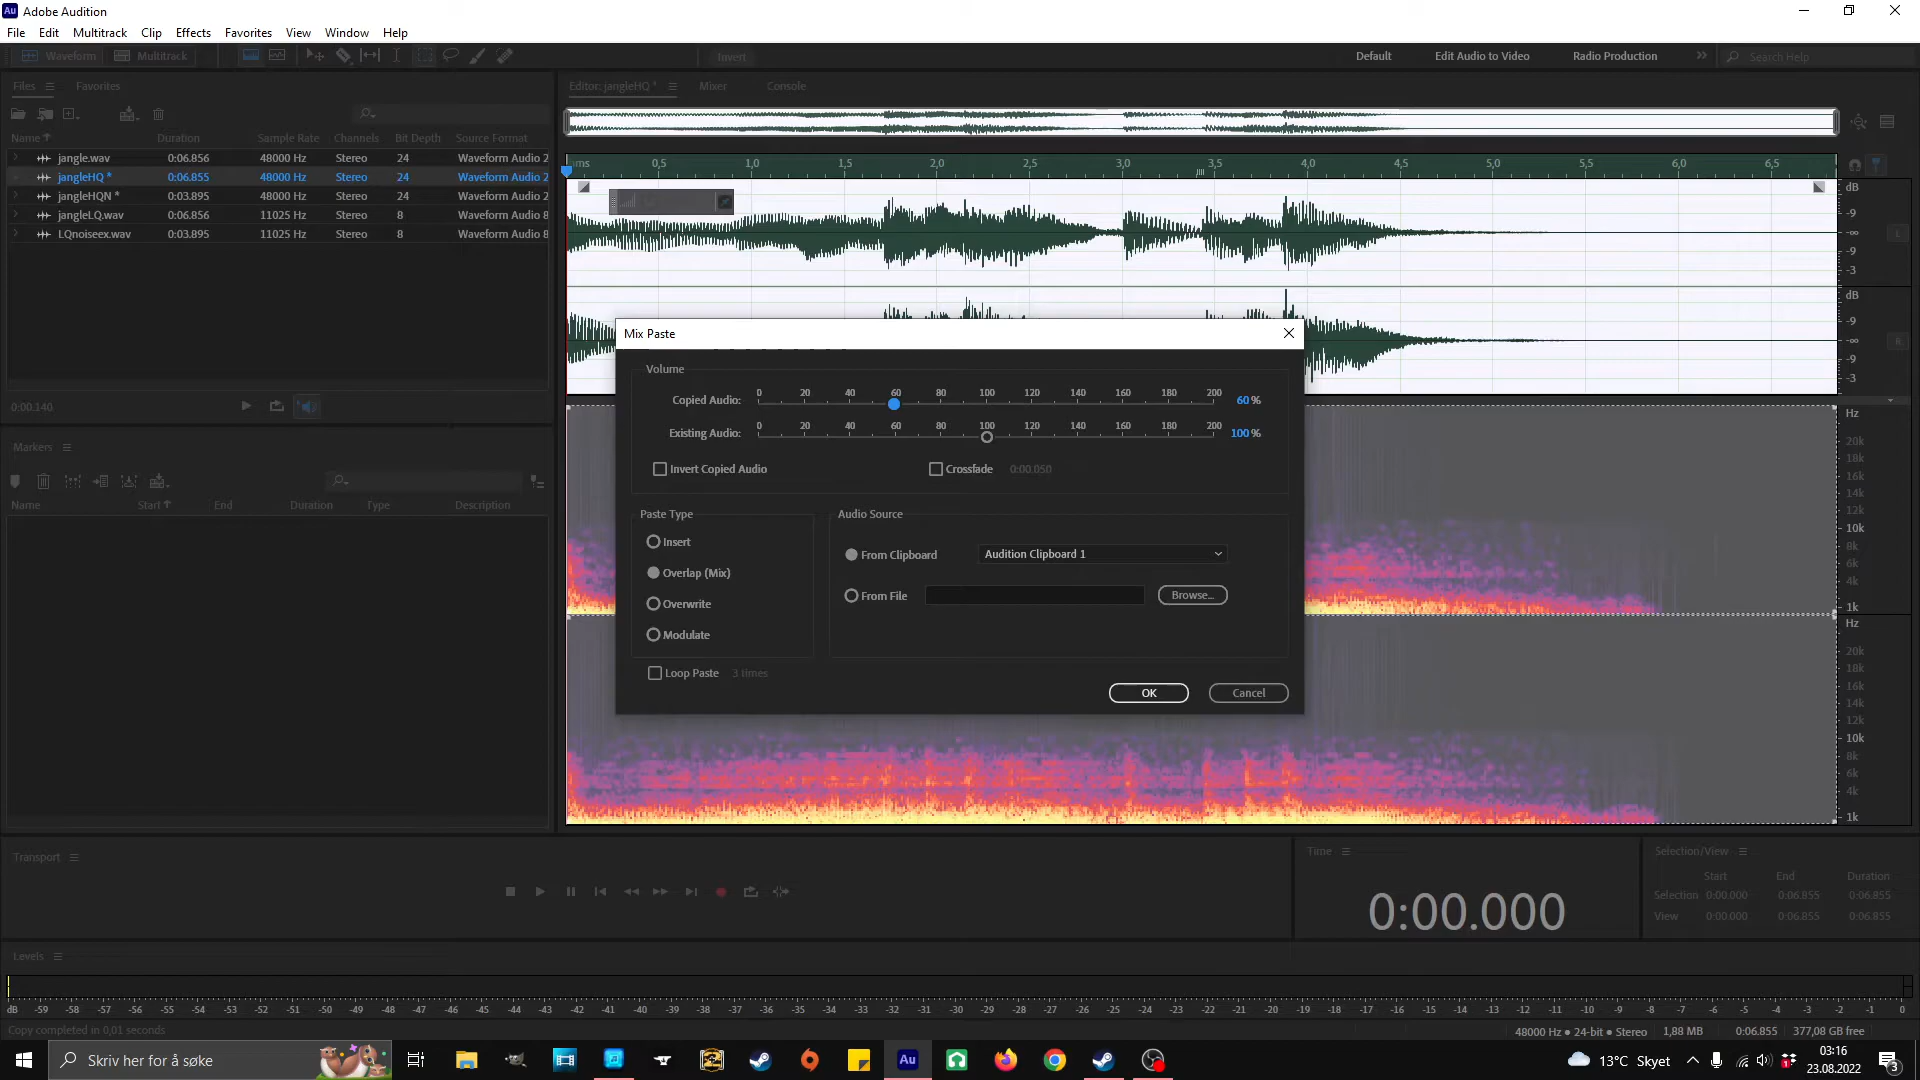 Au Adobe Audition
File Edit Multitrack Clip Effects Favorites View Window Help
Waveform Multitrack Invert Default Edit Audio to Video Radio Production Search Help
Files Favorites
Editor: jangleHQ * Mixer Console
Name Duration Sample Rate Channels Bit Depth Source Format
jangle.wav 0:06.856 48000 Hz Stereo 24 Waveform Audio 2
jangleHQ * 0:06.855 48000 Hz Stereo 24 Waveform Audio 2
jangleHQN * 0:03.895 48000 Hz Stereo 24 Waveform Audio 2
jangleLQ.wav 0:06.856 11025 Hz Stereo 8 Waveform Audio 8
LQnoiseex.wav 0:03.895 11025 Hz Stereo 8 Waveform Audio 8
hms 0,5 1,0 1,5 2,0 2,5 3,0 3,5 4,0 4,5 5,0 5,5 6,0 6,5
dB
-9
-∞
-9
-3
L
dB
-9
-∞
-9
-3
R
0:00.140
Markers
Name Start End Duration Type Description
Mix Paste
Volume
0 20 40 60 80 100 120 140 160 180 200
Copied Audio: 60 %
0 20 40 60 80 100 120 140 160 180 200
Existing Audio: 100 %
Invert Copied Audio Crossfade 0:00.050
Paste Type Audio Source
Insert
From Clipboard Audition Clipboard 1
Overlap (Mix)
From File Browse...
Overwrite
Modulate
Loop Paste 3 times
OK Cancel
Hz
20k
18k
16k
14k
12k
10k
8k
6k
4k
1k
Hz
20k
18k
16k
14k
12k
10k
8k
6k
4k
1k
Transport
Time
0:00.000
Selection/View
Start End Duration
Selection 0:00.000 0:06.855 0:06.855
View 0:00.000 0:06.855 0:06.855
Levels
dB -59 -58 -57 -56 -55 -54 -53 -52 -51 -50 -49 -48 -47 -46 -45 -44 -43 -42 -41 -40 -39 -38 -37 -36 -35 -34 -33 -32 -31 -30 -29 -28 -27 -26 -25 -24 -23 -22 -21 -20 -19 -18 -17 -16 -15 -14 -13 -12 -11 -10 -9 -8 -7 -6 -5 -4 -3 -2 -1 0
Copy completed in 0,01 seconds
48000 Hz ● 24-bit ● Stereo 1,88 MB 0:06.855 377,08 GB free
Skriv her for å søke
Au
13°C Skyet
1
03:16
23.08.2022
3